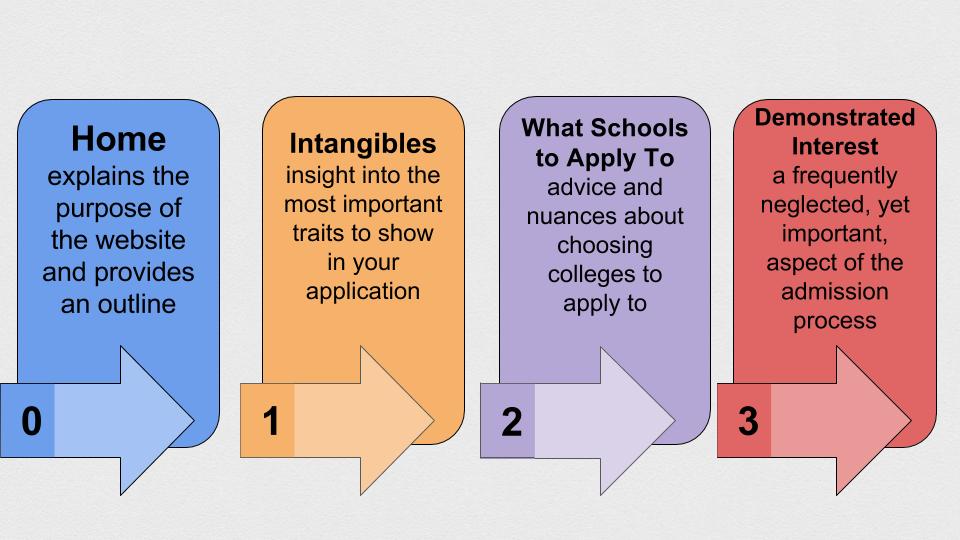 Home
explains the
purpose of
the website
and provides
an outline
0
Intangibles
insight into the
most important
traits to show
in your
application
1
What Schools
to Apply To
advice and
nuances about
choosing
colleges to
apply to
2
Demonstrated
Interest
a frequently
neglected, yet
important,
aspect of the
admission
process
3